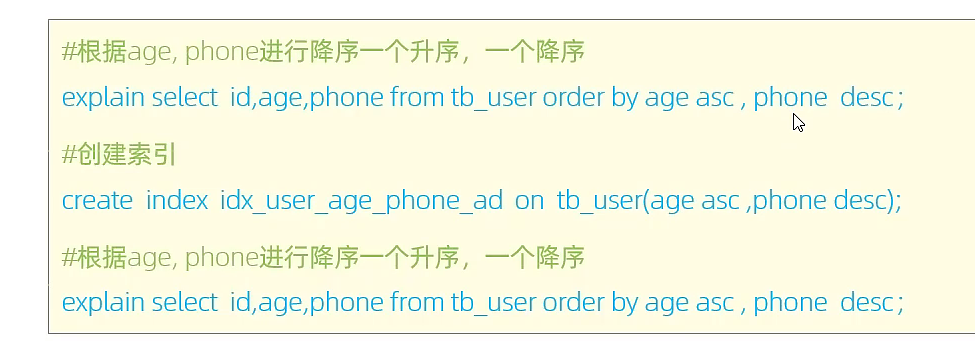 #根据age, phone进行降序一个升序，一个降序
explain select id,age,phone from tb_user order by age asc , phone desc ;
#创建索引
create index idx_user_age_phone_ad on tb_user(age asc ,phone desc);
#根据age, phone进行降序一个升序，一个降序
explain select id,age,phone from tb_user order by age asc , phone desc ;